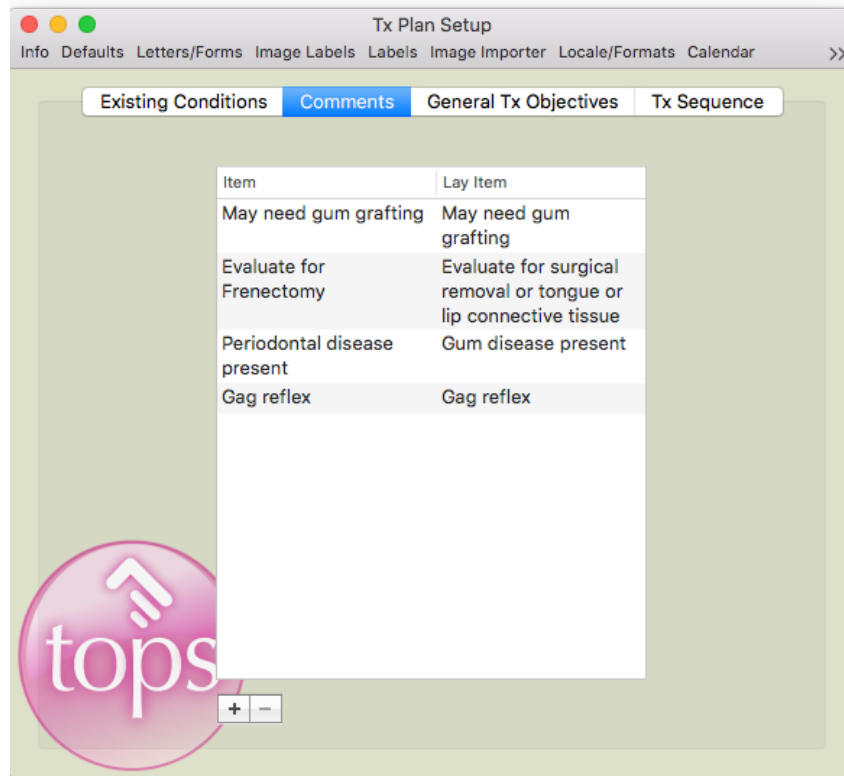 Tx Plan Setup
Info Defaults Letters/Forms Image Labels Labels Image Importer Locale/Formats Calendar >>
Existing Conditions Comments General Tx Objectives Tx Sequence
Item Lay Item
May need gum grafting May need gum
grafting
Evaluate for Evaluate for surgical
Frenectomy removal or tongue or
lip connective tissue
Periodontal disease Gum disease present
present
Gag reflex Gag reflex
tops
+ −